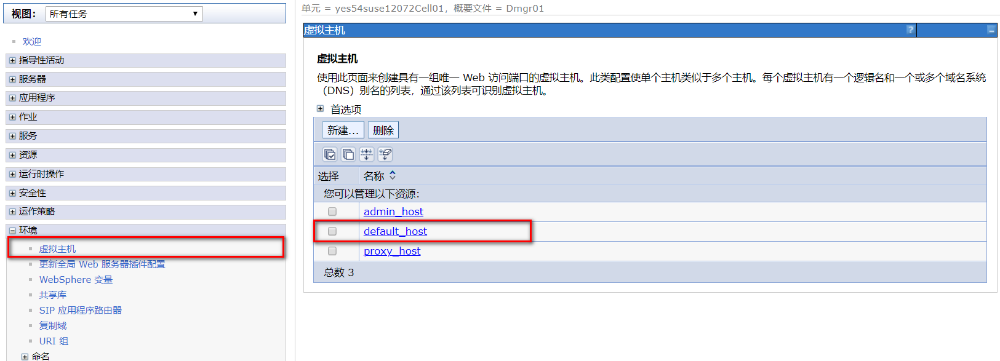 视图：
所有任务
欢迎
指导性活动
服务器
应用程序
作业
服务
资源
运行时操作
安全性
运作策略
环境
虚拟主机
更新全局 Web 服务器插件配置
WebSphere 变量
共享库
SIP 应用程序路由器
复制域
URI 组
命名
单元 = yes54suse12072Cell01，概要文件 = Dmgr01
虚拟主机 ?
虚拟主机
使用此页面来创建具有一组唯一 Web 访问端口的虚拟主机。此类配置使单个主机类似于多个主机。每个虚拟主机有一个逻辑名和一个或多个域名系统
（DNS）别名的列表，通过该列表可识别虚拟主机。
首选项
新建... 删除
选择 名称
您可以管理以下资源：
admin_host
default_host
proxy_host
总数 3